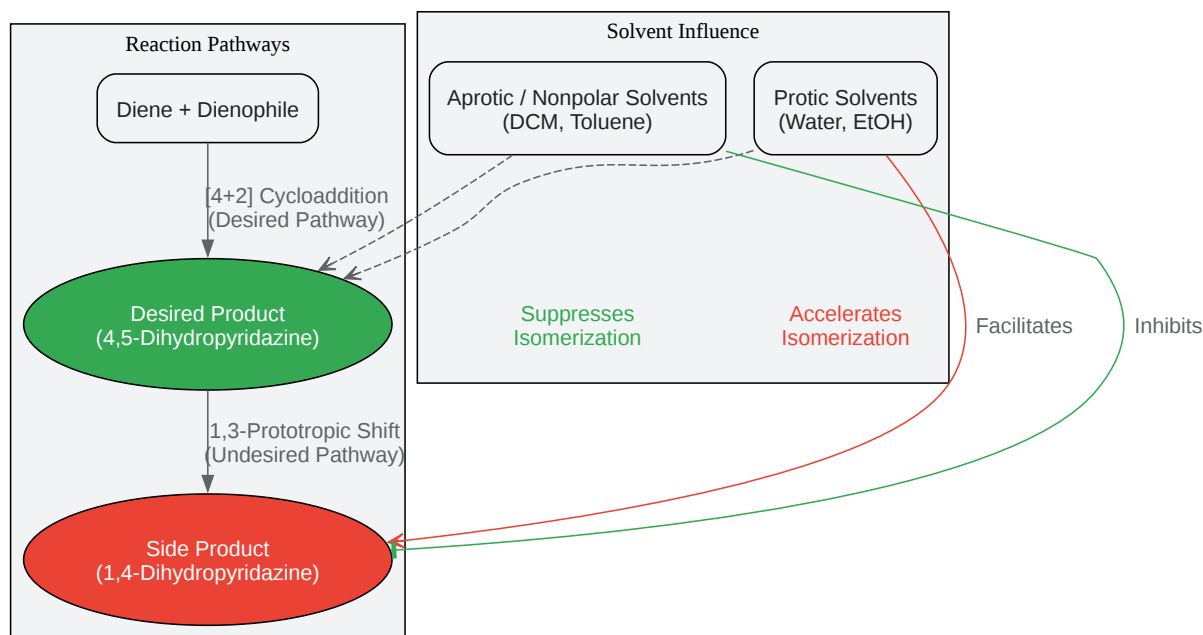 Reaction Pathways
Diene + Dienophile
[4+2] Cycloaddition
(Desired Pathway)
Desired Product
(4,5-Dihydropyridazine)
1,3-Prototropic Shift
(Undesired Pathway)
Side Product
(1,4-Dihydropyridazine)
Solvent Influence
Aprotic / Nonpolar Solvents
(DCM, Toluene)
Protic Solvents
(Water, EtOH)
Suppresses
Isomerization
Accelerates
Isomerization
Facilitates
Inhibits